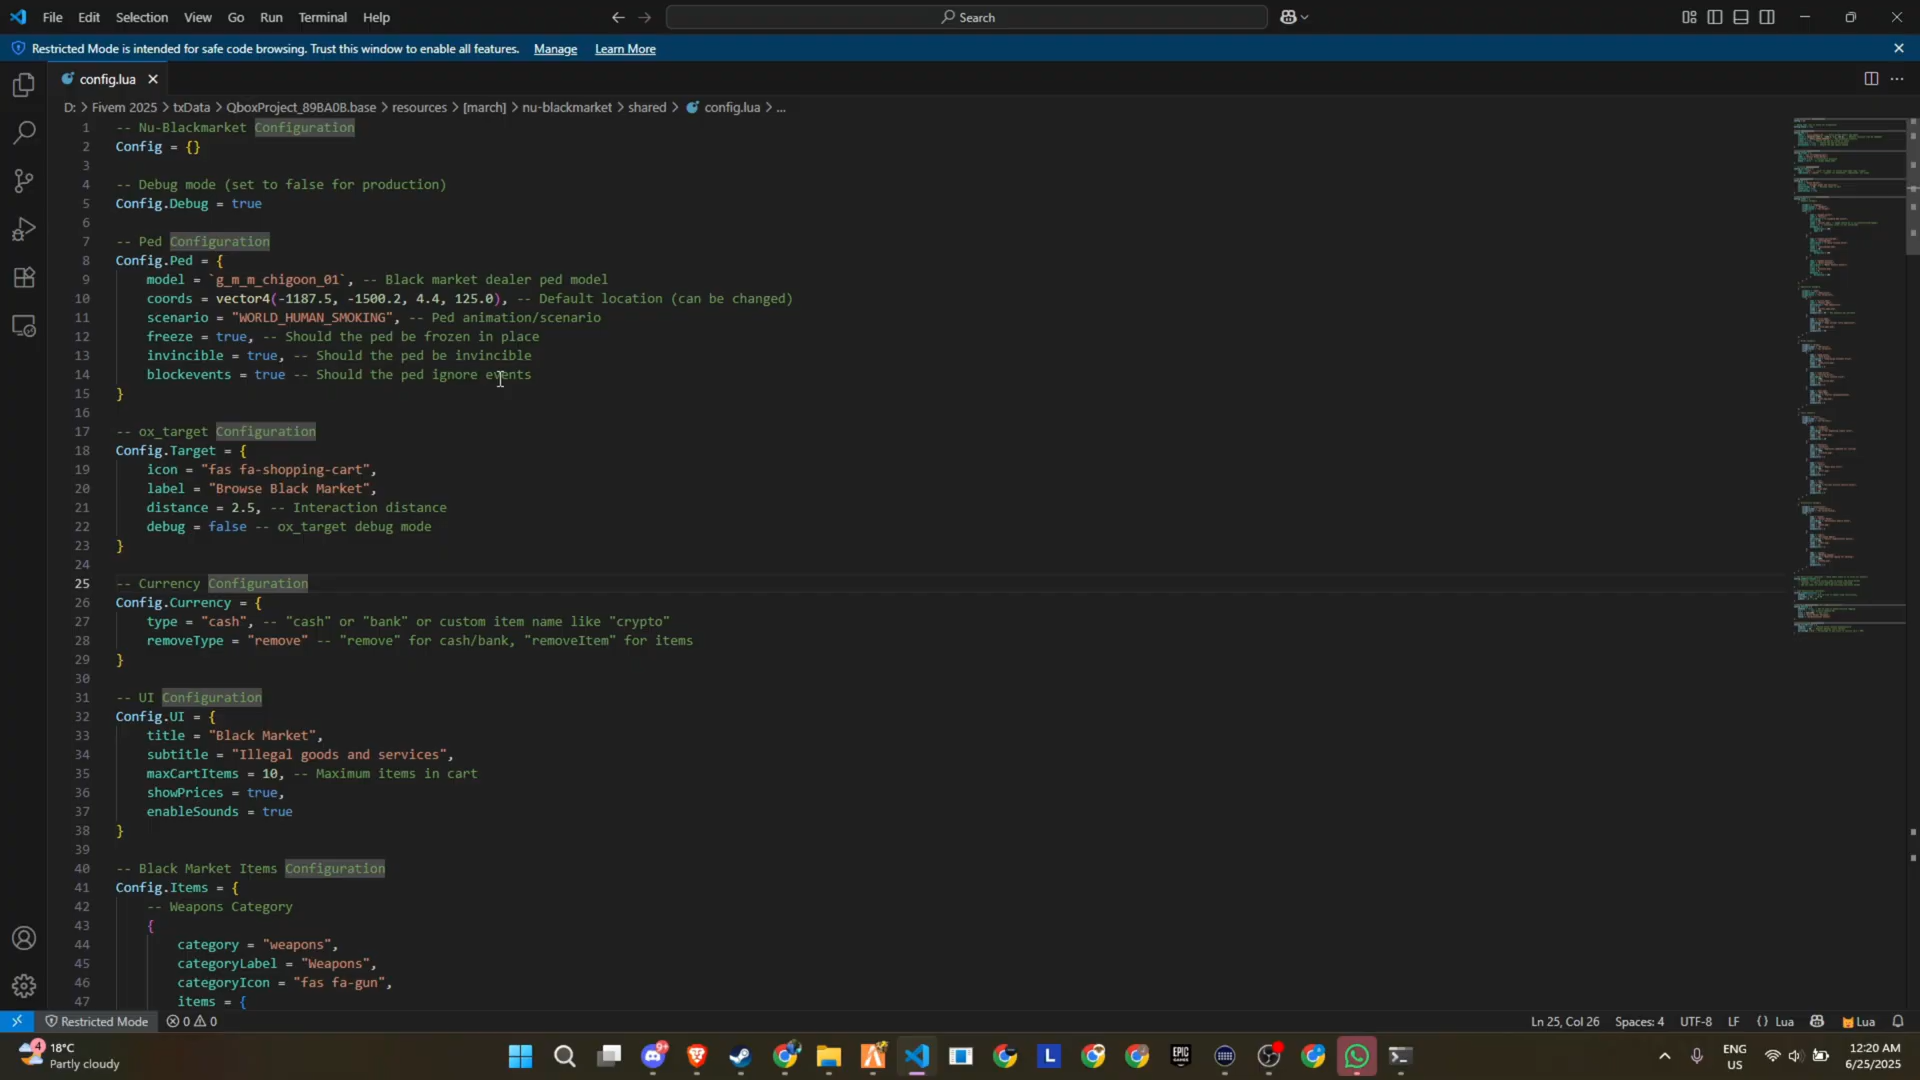 File Edit Selection View Go Run Terminal Help Search
Restricted Mode is intended for safe code browsing. Trust this window to enable all features. Manage Learn More
config.lua
D: > Fivem 2025 > txData > QboxProject_89BA0B.base > resources > [march] > nu-blackmarket > shared > config.lua > ...
1 -- Nu-Blackmarket Configuration
2 Config = {}
3
4 -- Debug mode (set to false for production)
5 Config.Debug = true
6
7 -- Ped Configuration
8 Config.Ped = {
9 model = `g_m_m_chigoon_01`, -- Black market dealer ped model
10 coords = vector4(-1187.5, -1500.2, 4.4, 125.0), -- Default location (can be changed)
11 scenario = "WORLD_HUMAN_SMOKING", -- Ped animation/scenario
12 freeze = true, -- Should the ped be frozen in place
13 invincible = true, -- Should the ped be invincible
14 blockevents = true -- Should the ped ignore events
15 }
16
17 -- ox_target Configuration
18 Config.Target = {
19 icon = "fas fa-shopping-cart",
20 label = "Browse Black Market",
21 distance = 2.5, -- Interaction distance
22 debug = false -- ox_target debug mode
23 }
24
25 -- Currency Configuration
26 Config.Currency = {
27 type = "cash", -- "cash" or "bank" or custom item name like "crypto"
28 removeType = "remove" -- "remove" for cash/bank, "removeItem" for items
29 }
30
31 -- UI Configuration
32 Config.UI = {
33 title = "Black Market",
34 subtitle = "Illegal goods and services",
35 maxCartItems = 10, -- Maximum items in cart
36 showPrices = true,
37 enableSounds = true
38 }
39
40 -- Black Market Items Configuration
41 Config.Items = {
42 -- Weapons Category
43 {
44 category = "weapons",
45 categoryLabel = "Weapons",
46 categoryIcon = "fas fa-gun",
47 items = {
Restricted Mode 0 0 Ln 25, Col 26 Spaces: 4 UTF-8 LF {} Lua Lua
4 18°C
Partly cloudy
9+
L
EPIC GAMES
ENG
US
12:20 AM
6/25/2025